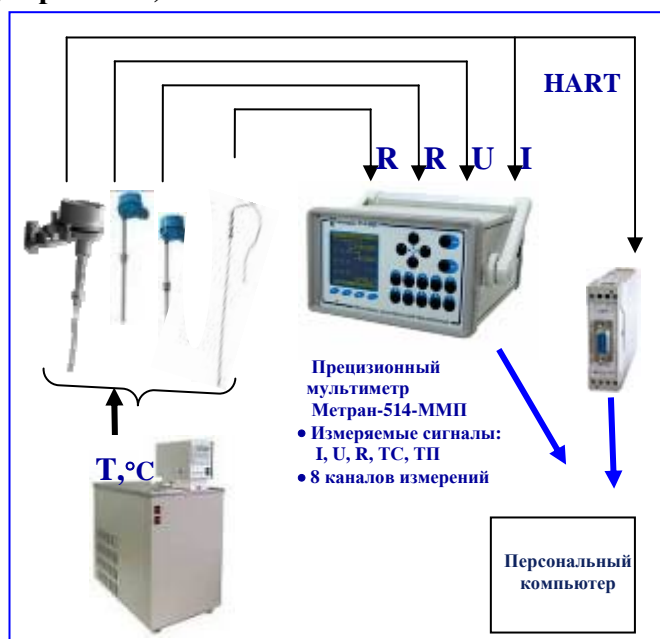 HART
R R U I
Прецизионный
мультиметр
Метран-514-ММП
• Измеряемые сигналы:
I, U, R, ТС, ТП
• 8 каналов измерений
T,°C
Персональный
компьютер